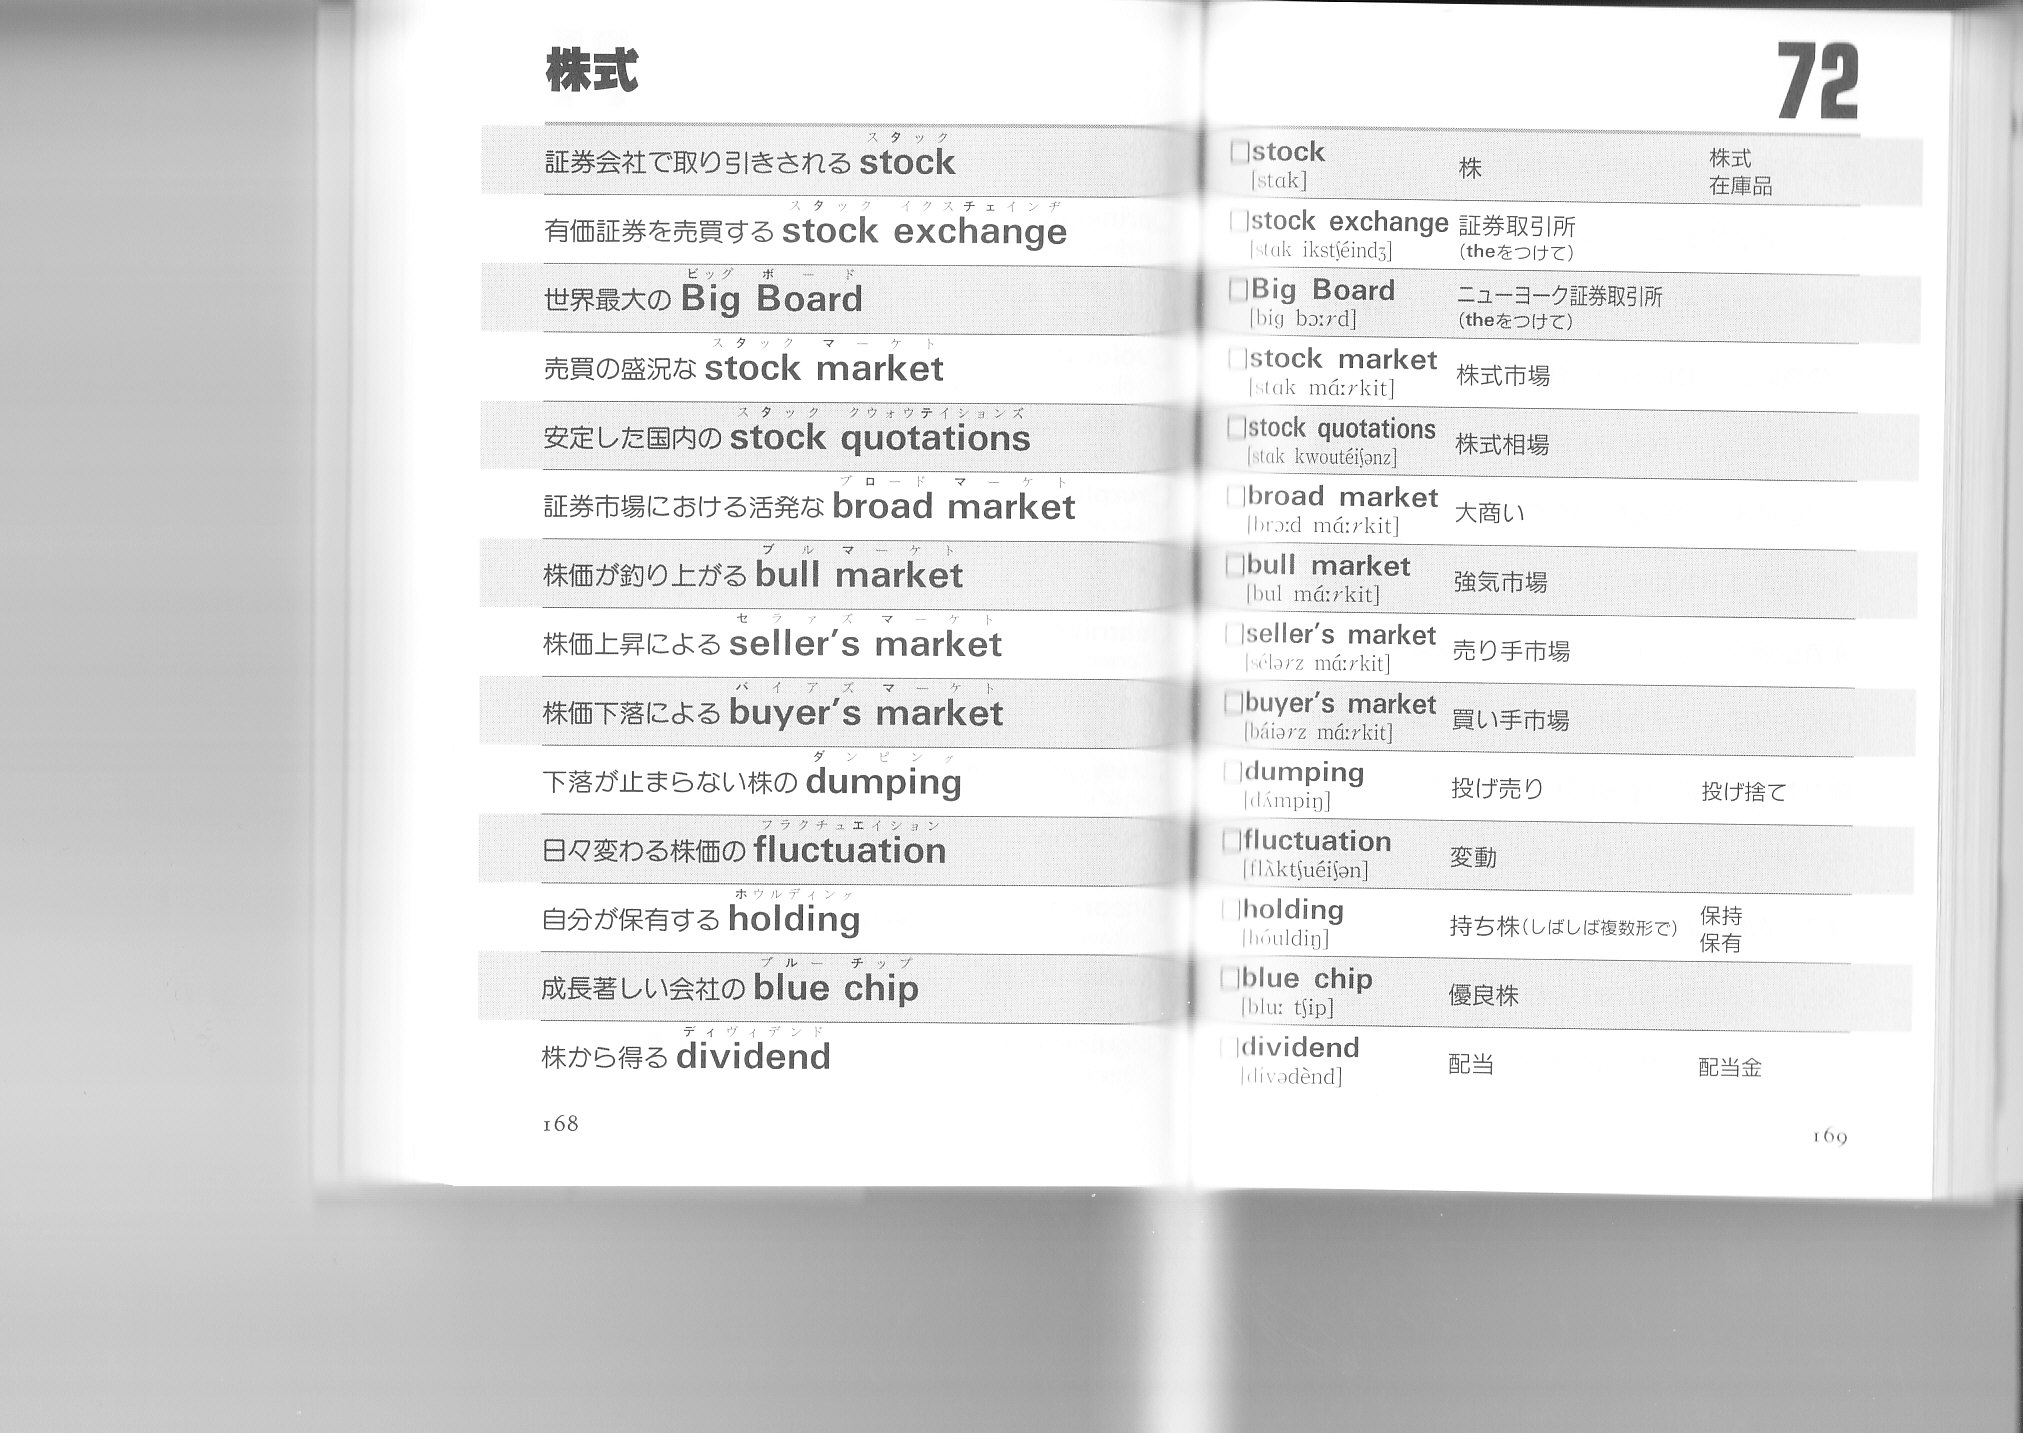 株式
スタック
証券会社で取り引きされる stock
スタック イクスチェインヂ
有価証券を売買する stock exchange
ビッグ ボード
世界最大の Big Board
スタック マーケト
売買の盛況な stock market
スタック クウォウテイションズ
安定した国内の stock quotations
ブロード マーケト
証券市場における活発な broad market
ブル マーケト
株価が釣り上がる bull market
セラァズ マーケト
株価上昇による seller's market
バイアズ マーケト
株価下落による buyer's market
ダンピング
下落が止まらない株の dumping
フラクチュエイション
日々変わる株価の fluctuation
ホウルディング
自分が保有する holding
ブルー チップ
成長著しい会社の blue chip
ディヴィデンド
株から得る dividend
168
72
□stock 株 株式
[stɑk] 在庫品
□stock exchange 証券取引所
[stɑk ikstʃéindʒ] (theをつけて)
□Big Board ニューヨーク証券取引所
[big bɔːrd] (theをつけて)
□stock market 株式市場
[stɑk mɑ́ːrkit]
□stock quotations 株式相場
[stɑk kwoutéiʃənz]
□broad market 大商い
[brɔːd mɑ́ːrkit]
□bull market 強気市場
[bul mɑ́ːrkit]
□seller's market 売り手市場
[sélərz mɑ́ːrkit]
□buyer's market 買い手市場
[báiərz mɑ́ːrkit]
□dumping 投げ売り 投げ捨て
[dʌ́mpiŋ]
□fluctuation 変動
[flʌ̀ktʃuéiʃən]
□holding 持ち株(しばしば複数形で) 保持
[hóuldiŋ] 保有
□blue chip 優良株
[bluː tʃip]
□dividend 配当 配当金
[dívədènd]
169